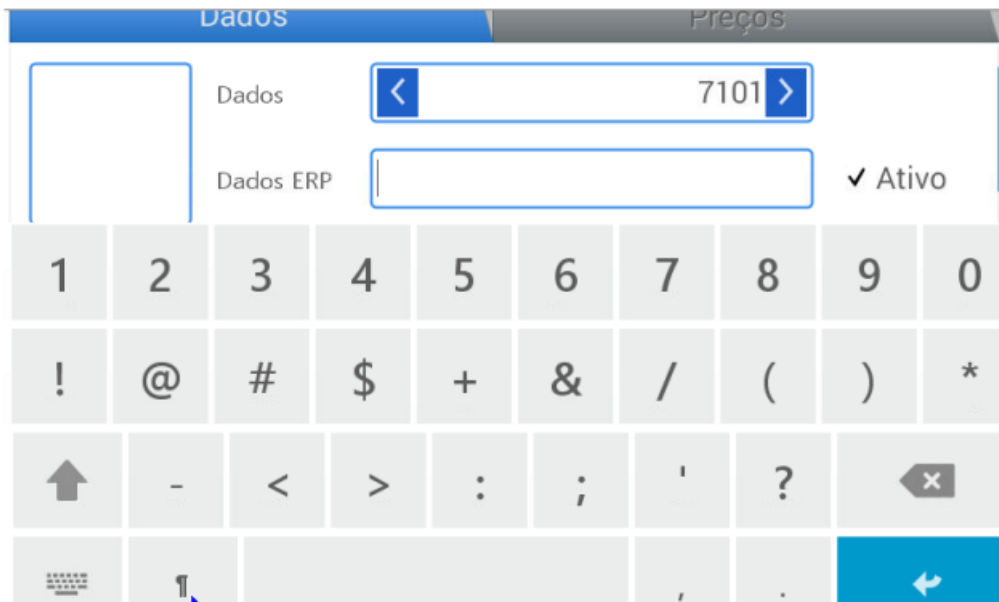 Dados Preços
Dados 7101
Dados ERP ✓ Ativo
1 2 3 4 5 6 7 8 9 0
! @ # $ + & / ( ) *
- < > : ; ' ?
¶ , .